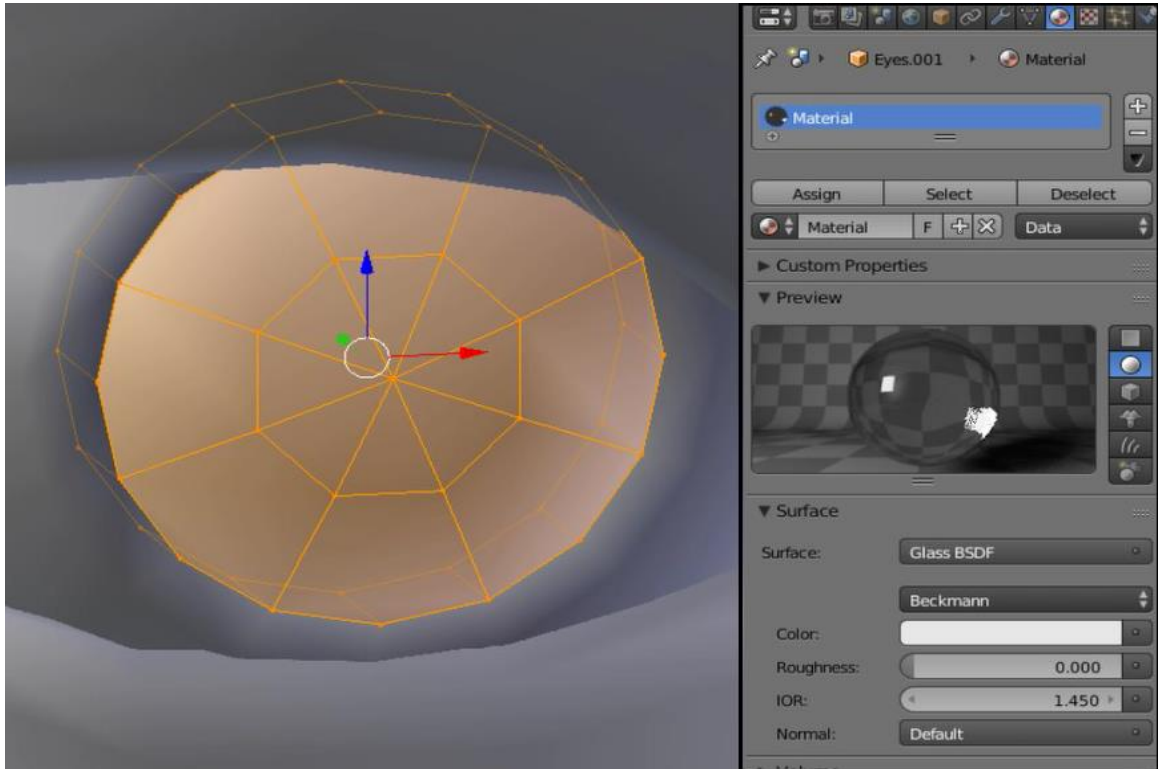 Eyes.001 Material
Material
Assign Select Deselect
Material F Data
Custom Properties
Preview
Surface
Surface: Glass BSDF
Beckmann
Color:
Roughness: 0.000
IOR: 1.450
Normal: Default